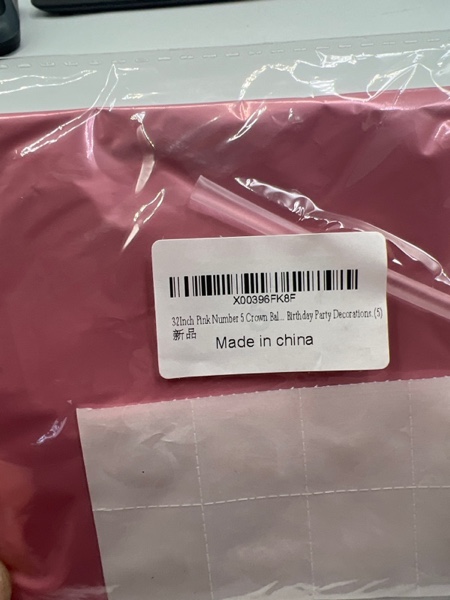 X00396FK8F
32Inch Pink Number 5 Crown Bal... Birthday Party Decorations.(5)
新品
Made in china